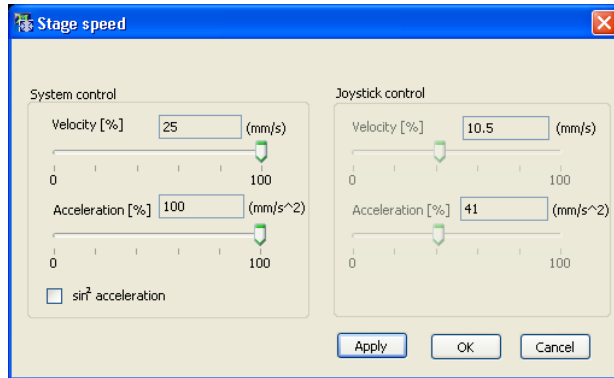 Stage speed
System control
Velocity [%] 25 (mm/s)
0 100
Acceleration [%] 100 (mm/s^2)
0 100
sin² acceleration
Joystick control
Velocity [%] 10.5 (mm/s)
0 100
Acceleration [%] 41 (mm/s^2)
0 100
Apply OK Cancel